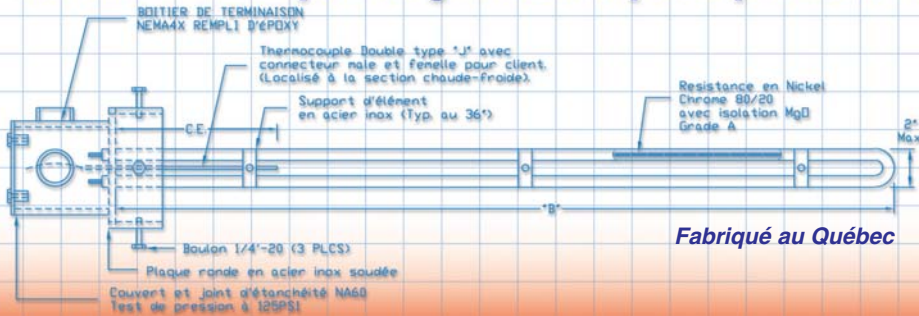 BOITIER DE TERMINAISON
NEMA4X REMPLI D'ÉPOXY
Thermocouple Double type "J" avec
connecteur male et femelle pour client.
(Localisé à la section chaude-froide).
Support d'élément
en acier inox (Typ. au 36")
Resistance en Nickel
Chrome 80/20
avec isolation MgO
Grade A
2"
Max
C.E.
"B"
Fabriqué au Québec
Boulon 1/4"-20 (3 PLCS)
Plaque ronde en acier inox soudée
Couvert et joint d'étanchéité NA60
Test de pression à 125PSI